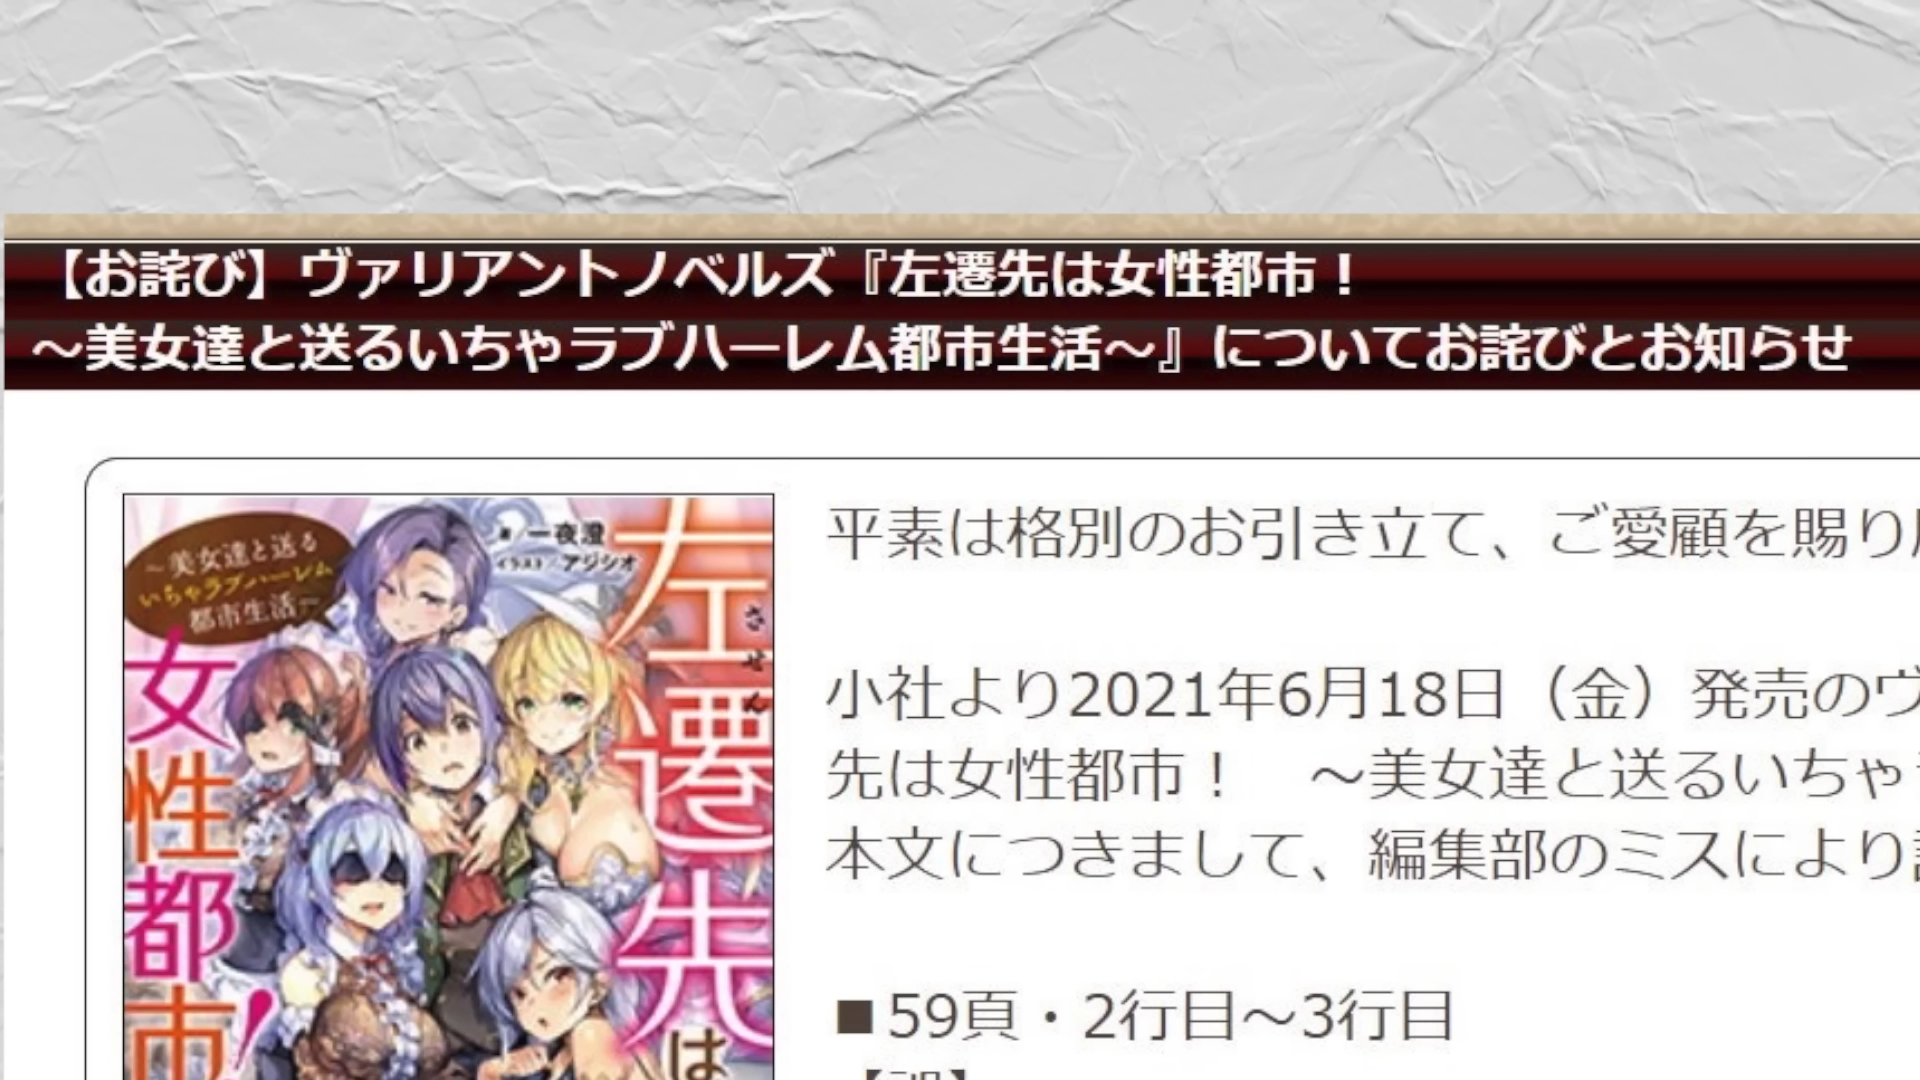 【お詫び】ヴァリアントノベルズ『左遷先は女性都市！
～美女達と送るいちゃラブハーレム都市生活～』についてお詫びとお知らせ
～美女達と送る
いちゃラブハーレム
都市生活～
著／一夜澄
イラスト／アジシオ
左遷先は
させん
女性都市！
平素は格別のお引き立て、ご愛顧を賜り
小社より2021年6月18日（金）発売のヴ
先は女性都市！　～美女達と送るいちゃ
本文につきまして、編集部のミスにより
■59頁・2行目～3行目